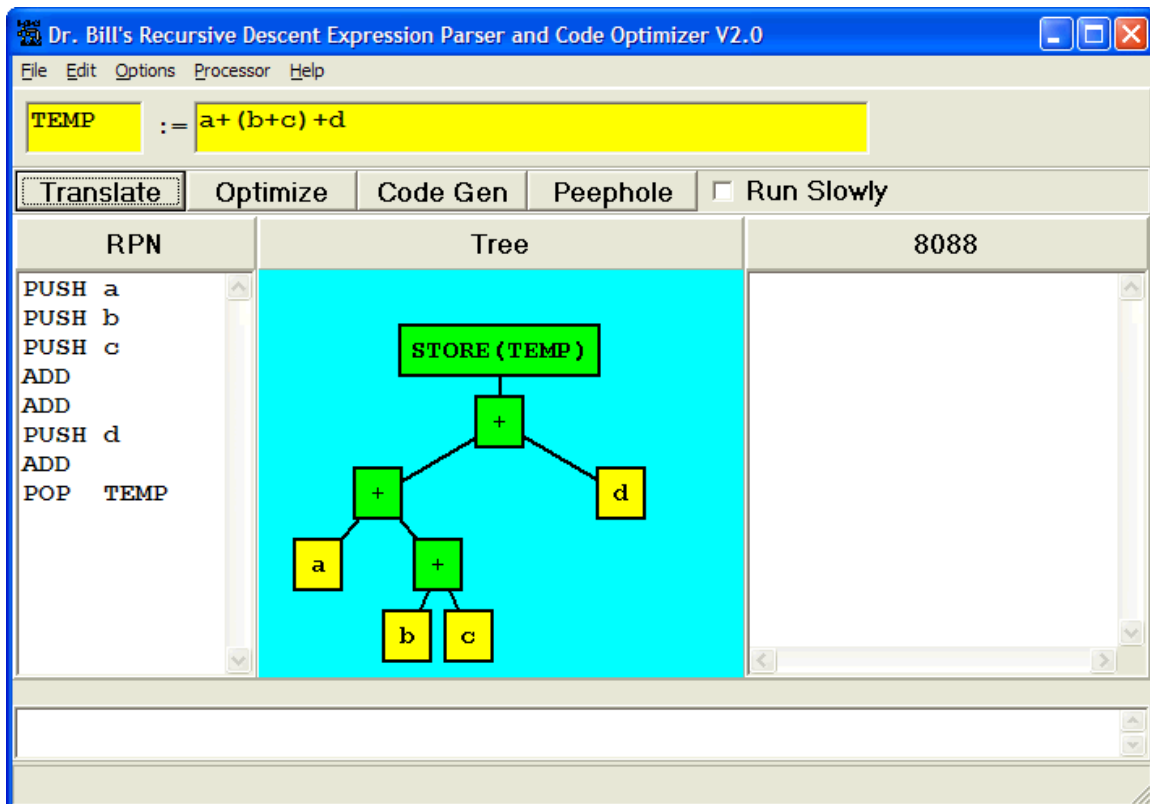 Dr. Bill's Recursive Descent Expression Parser and Code Optimizer V2.0
File Edit Options Processor Help
TEMP := a+(b+c)+d
Translate Optimize Code Gen Peephole Run Slowly
RPN Tree 8088
PUSH a
PUSH b
PUSH c
ADD
ADD
PUSH d
ADD
POP TEMP
STORE(TEMP)
+
+ d
a +
b c